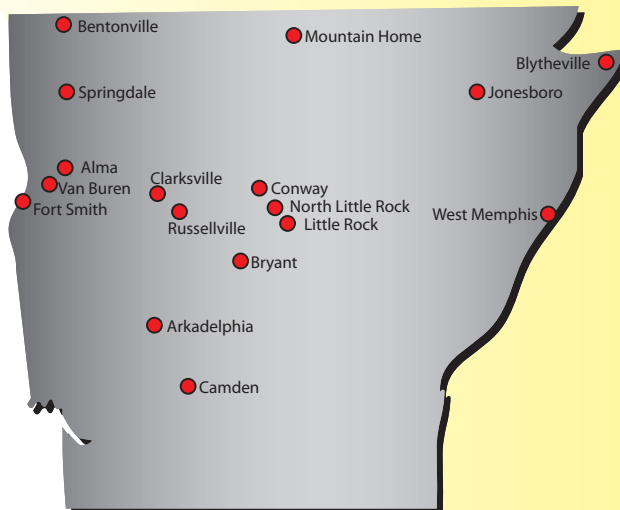 Bentonville
Mountain Home
Blytheville
Springdale
Jonesboro
Alma
Clarksville
Van Buren
Conway
Fort Smith
North Little Rock
West Memphis
Russellville
Little Rock
Bryant
Arkadelphia
Camden